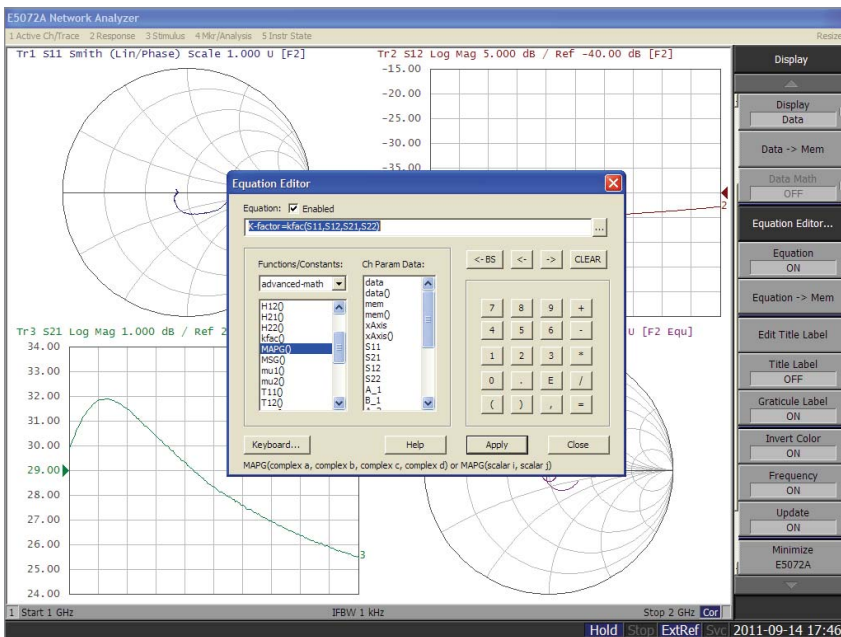 E5072A Network Analyzer
1 Active Ch/Trace 2 Response 3 Stimulus 4 Mkr/Analysis 5 Instr State
Resize
Tr1 S11 Smith (Lin/Phase) Scale 1.000 U [F2]
Tr2 S12 Log Mag 5.000 dB / Ref -40.00 dB [F2]
-15.00
-20.00
-25.00
-30.00
-35.00
2
Equation Editor
Equation: Enabled
K-factor=kfac(S11,S12,S21,S22)
...
Functions/Constants:
advanced-math
H12()
H21()
H22()
kfac()
MAPG()
MSG()
mu1()
mu2()
T11()
T12()
Ch Param Data:
data
data()
mem
mem()
xAxis
xAxis()
S11
S21
S12
S22
A_1
B_1
<-BS <- -> CLEAR
7 8 9 +
4 5 6 -
1 2 3 *
0 . E /
( ) , =
Keyboard... Help Apply Close
MAPG(complex a, complex b, complex c, complex d) or MAPG(scalar i, scalar j)
Tr3 S21 Log Mag 1.000 dB / Ref 2
U [F2 Equ]
34.00
33.00
32.00
31.00
30.00
29.00
28.00
27.00
26.00
25.00
24.00
3
Display
Display
Data
Data -> Mem
Data Math
OFF
Equation Editor...
Equation
ON
Equation -> Mem
Edit Title Label
Title Label
OFF
Graticule Label
ON
Invert Color
ON
Frequency
ON
Update
ON
Minimize
E5072A
1 Start 1 GHz IFBW 1 kHz Stop 2 GHz Cor
Hold Stop ExtRef Svc 2011-09-14 17:46